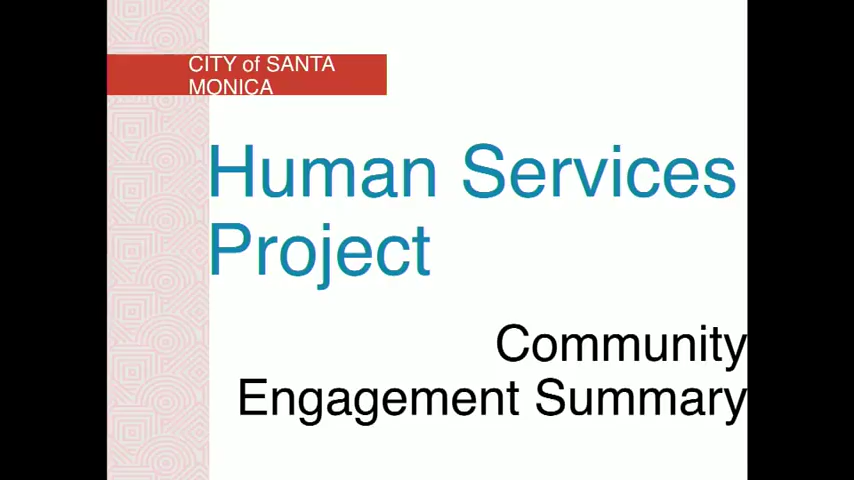 CITY of SANTA
MONICA
Human Services
Project
Community
Engagement Summary